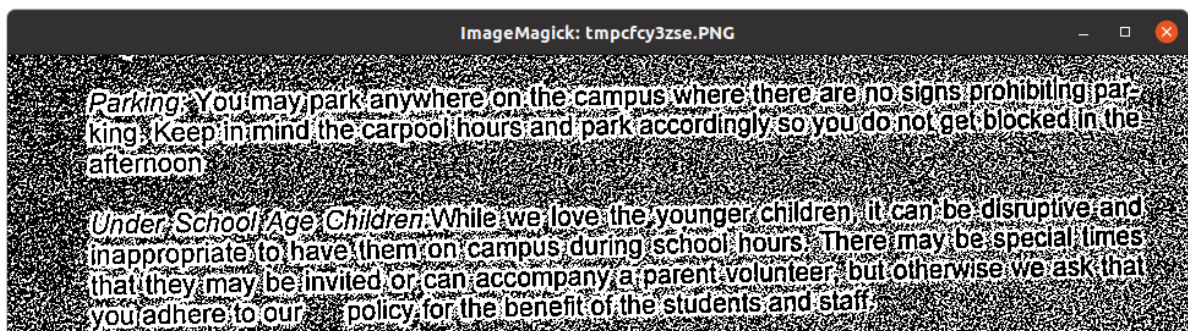 ImageMagick: tmpcfcy3zse.PNG
Parking: You may park anywhere on the campus where there are no signs prohibiting par-
king. Keep in mind the carpool hours and park accordingly so you do not get blocked in the
afternoon
Under School Age Children: While we love the younger children, it can be disruptive and
inappropriate to have them on campus during school hours. There may be special times
that they may be invited or can accompany a parent volunteer, but otherwise we ask that
you adhere to our policy for the benefit of the students and staff.